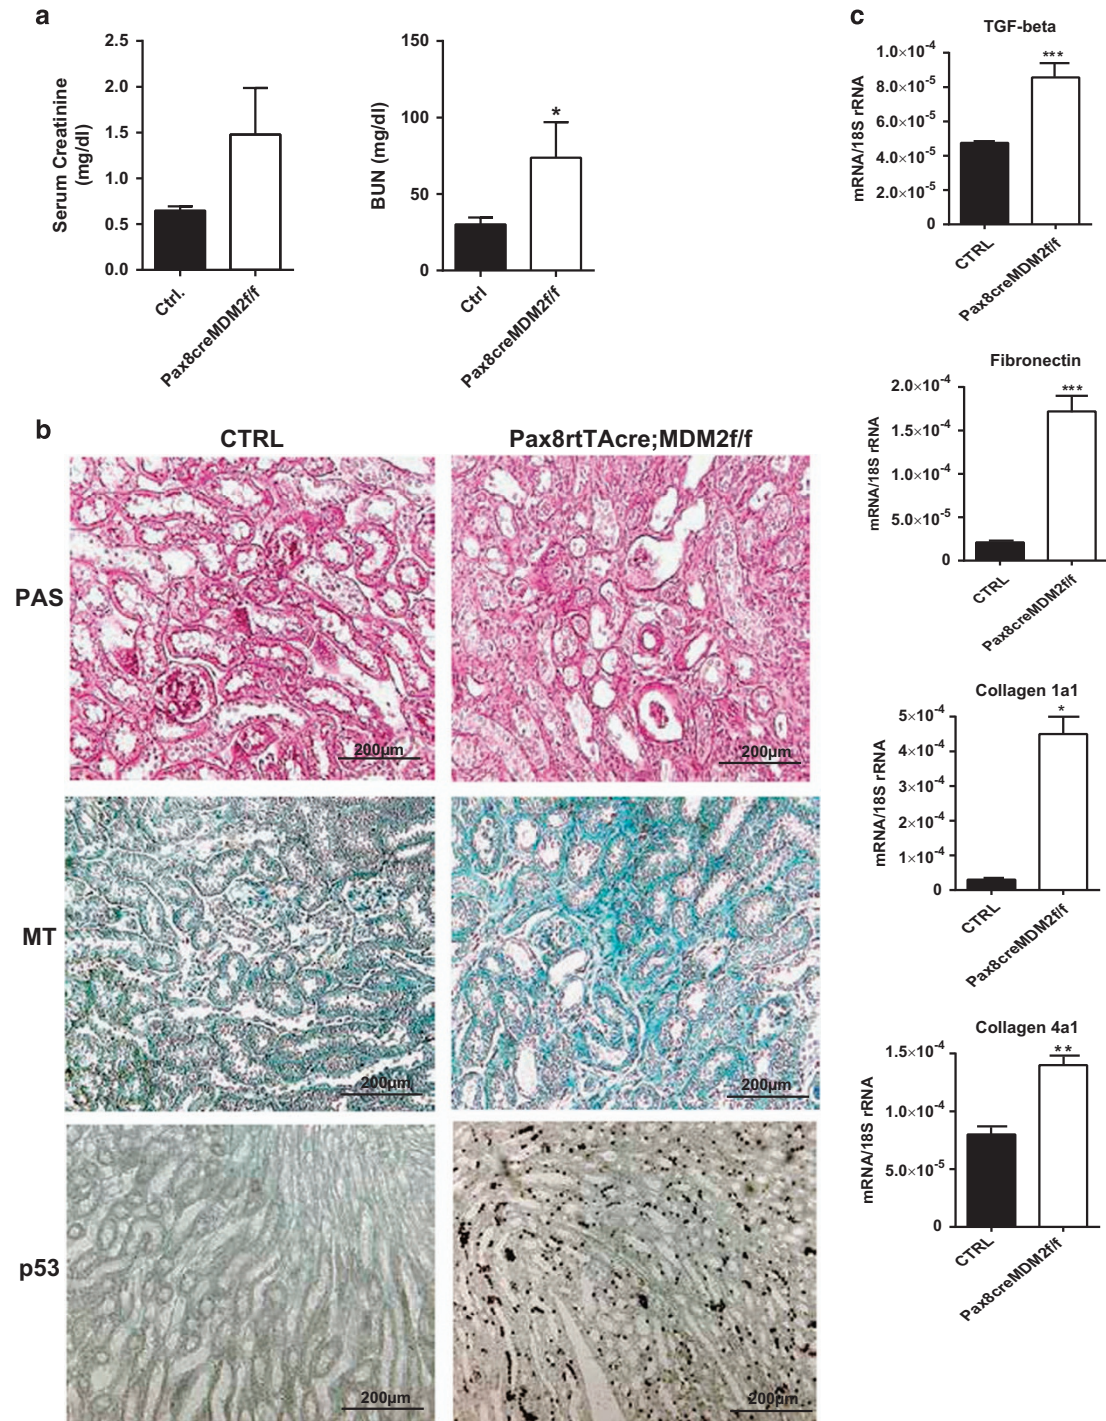 a
2.5
2.0
1.5
1.0
0.5
0.0
Serum Creatinine
(mg/dl)
Ctrl.
Pax8creMDM2f/f
150
100
50
0
BUN (mg/dl)
*
Ctrl
Pax8creMDM2f/f
b
CTRL
Pax8rtTAcre;MDM2f/f
PAS
200µm
200µm
MT
200µm
200µm
p53
200µm
200µm
c
TGF-beta
1.0×10⁻⁴
8.0×10⁻⁵
6.0×10⁻⁵
4.0×10⁻⁵
2.0×10⁻⁵
0
mRNA/18S rRNA
***
CTRL
Pax8creMDM2f/f
Fibronectin
2.0×10⁻⁴
1.5×10⁻⁴
1.0×10⁻⁴
5.0×10⁻⁵
0
mRNA/18S rRNA
***
CTRL
Pax8creMDM2f/f
Collagen 1a1
5×10⁻⁴
4×10⁻⁴
3×10⁻⁴
2×10⁻⁴
1×10⁻⁴
0
mRNA/18S rRNA
*
CTRL
Pax8creMDM2f/f
Collagen 4a1
1.5×10⁻⁴
1.0×10⁻⁴
5.0×10⁻⁵
0
mRNA/18S rRNA
**
CTRL
Pax8creMDM2f/f